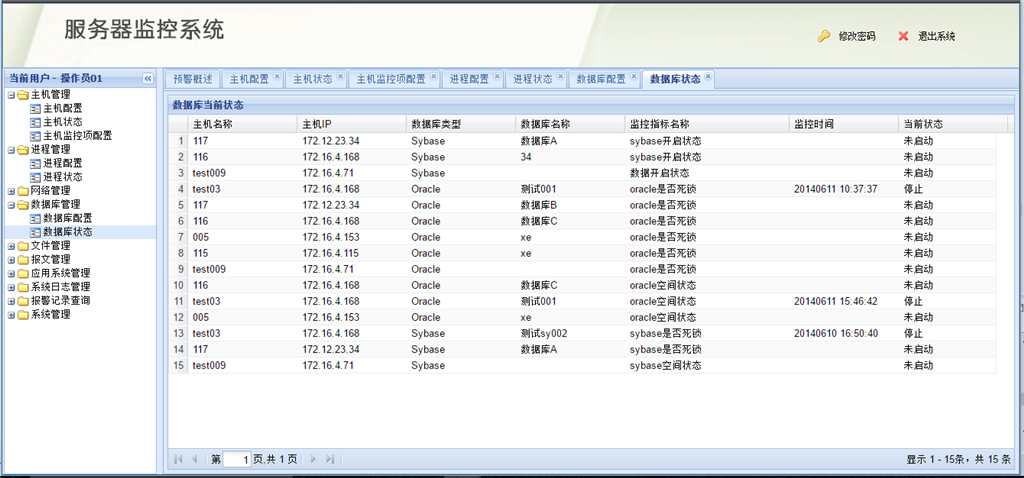 服务器监控系统
修改密码 退出系统
当前用户 - 操作员01
预警概述 主机配置 主机状态 主机监控项配置 进程配置 进程状态 数据库配置 数据库状态
主机管理
主机配置
主机状态
主机监控项配置
进程管理
进程配置
进程状态
网络管理
数据库管理
数据库配置
数据库状态
文件管理
报文管理
应用系统管理
系统日志管理
报警记录查询
系统管理
数据库当前状态
主机名称 主机IP 数据库类型 数据库名称 监控指标名称 监控时间 当前状态
1 117 172.12.23.34 Sybase 数据库A sybase开启状态 未启动
2 116 172.16.4.168 Sybase 34 sybase开启状态 未启动
3 test009 172.16.4.71 Sybase 数据开启状态 未启动
4 test03 172.16.4.168 Oracle 测试001 oracle是否死锁 20140611 10:37:37 停止
5 117 172.12.23.34 Oracle 数据库B oracle是否死锁 未启动
6 116 172.16.4.168 Oracle 数据库C oracle是否死锁 未启动
7 005 172.16.4.153 Oracle xe oracle是否死锁 未启动
8 115 172.16.4.115 Oracle xe oracle是否死锁 未启动
9 test009 172.16.4.71 Oracle oracle是否死锁 未启动
10 116 172.16.4.168 Oracle 数据库C oracle空间状态 未启动
11 test03 172.16.4.168 Oracle 测试001 oracle空间状态 20140611 15:46:42 停止
12 005 172.16.4.153 Oracle xe oracle空间状态 未启动
13 test03 172.16.4.168 Sybase 测试sy002 sybase是否死锁 20140610 16:50:40 停止
14 117 172.12.23.34 Sybase 数据库A sybase是否死锁 未启动
15 test009 172.16.4.71 Sybase sybase空间状态 未启动
第 1 页,共 1 页 显示 1 - 15条，共 15 条